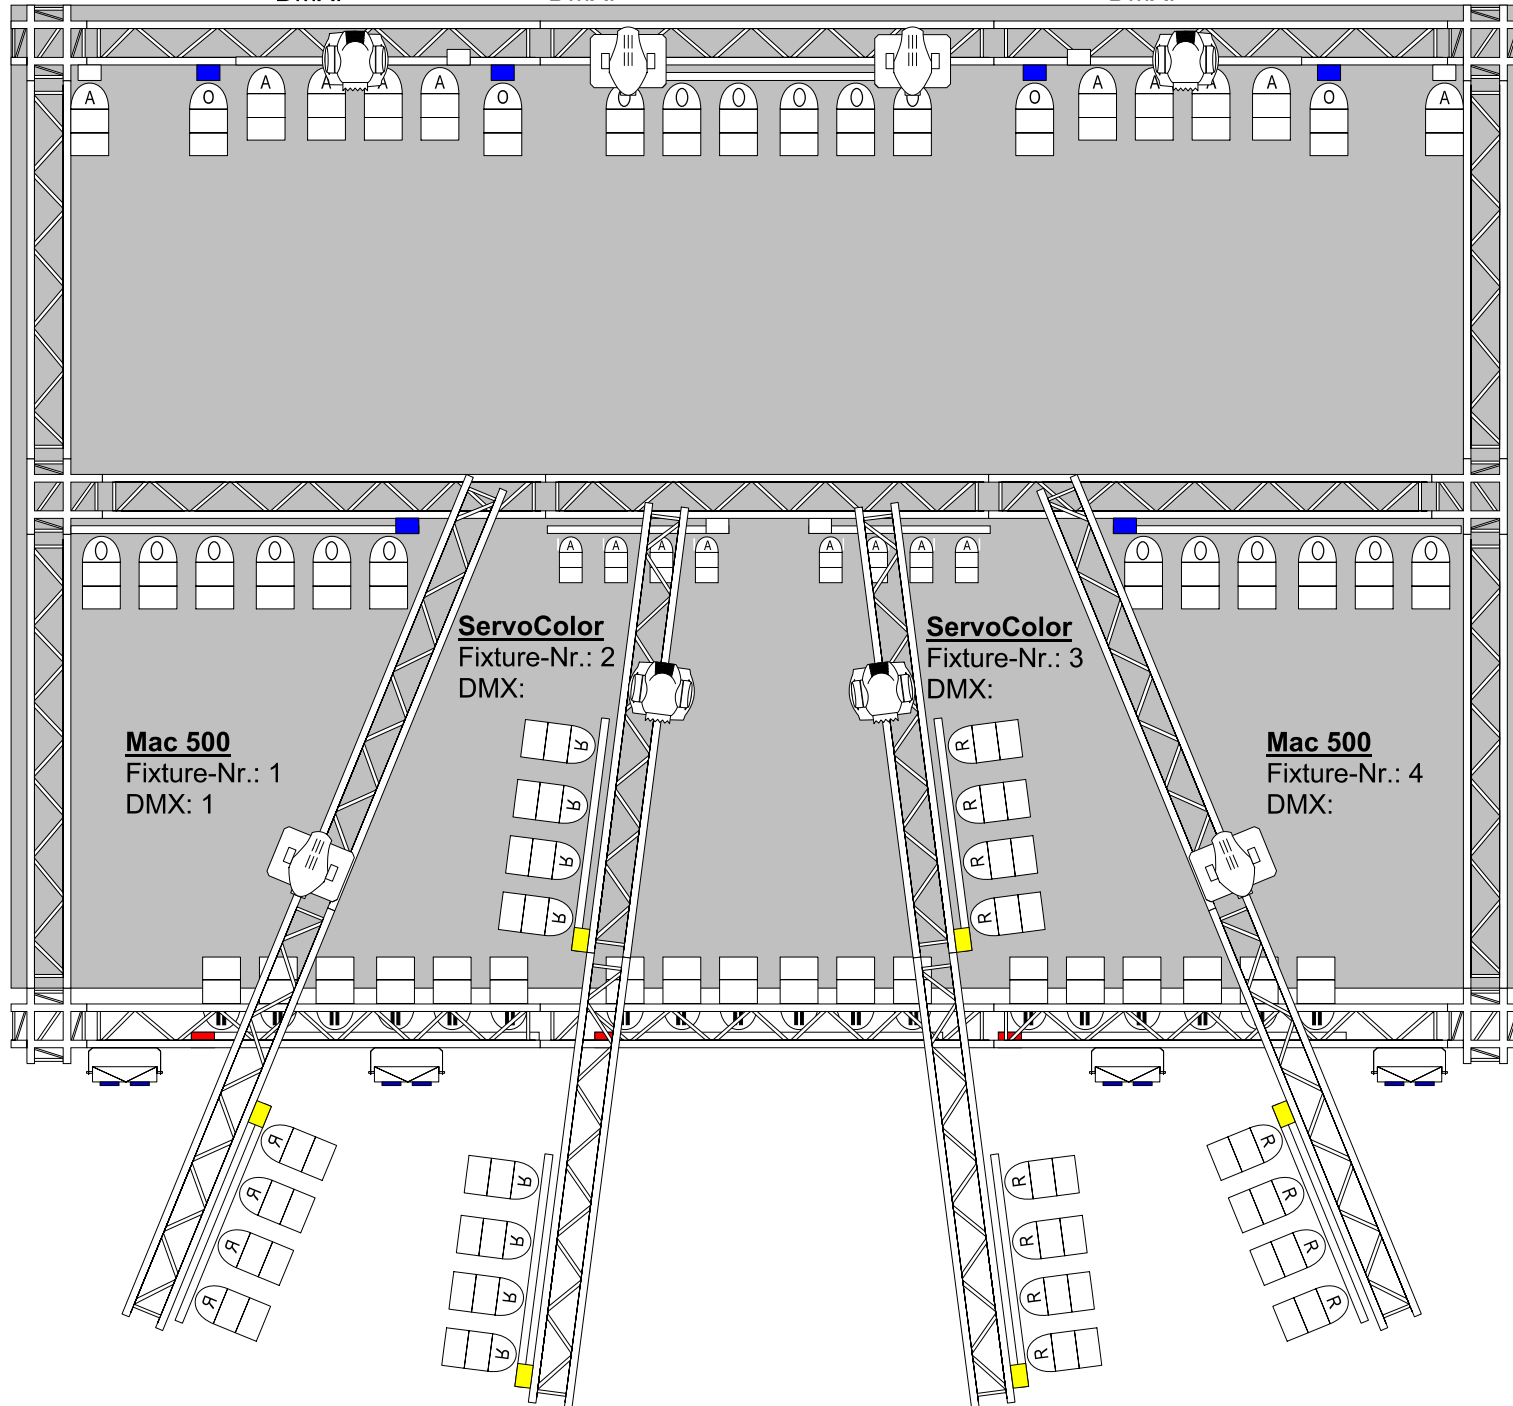 A O A A A A O O O O O O O O A A A A O A
O O O O O O A A A A A A A A O O O O O O
ServoColor
Fixture-Nr.: 2
DMX:
ServoColor
Fixture-Nr.: 3
DMX:
Mac 500
Fixture-Nr.: 1
DMX: 1
Mac 500
Fixture-Nr.: 4
DMX:
R R
R R
R R
R R
R R R R
R R R R
R R R R
R R R R